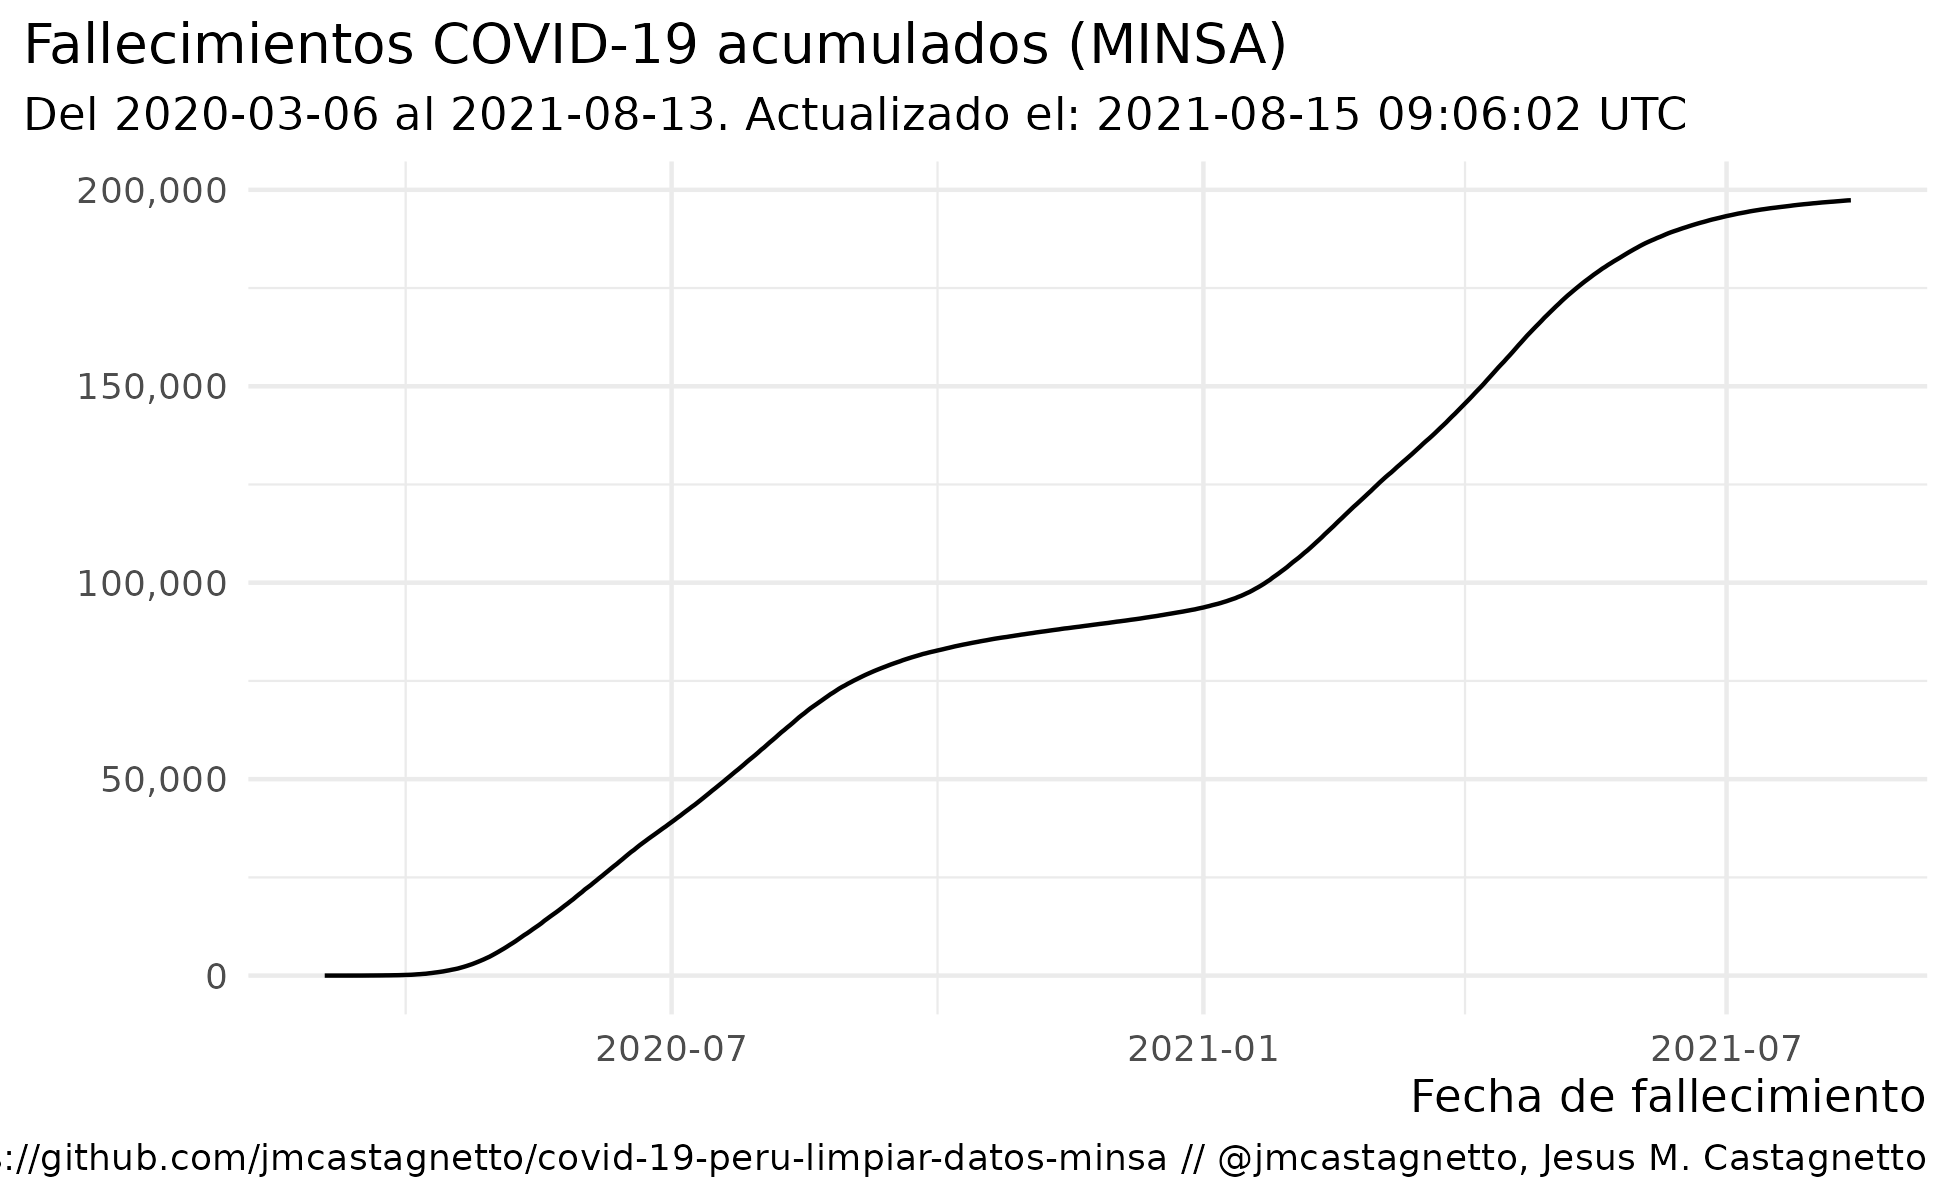 Fallecimientos COVID-19 acumulados (MINSA)
Del 2020-03-06 al 2021-08-13. Actualizado el: 2021-08-15 09:06:02 UTC
200,000
150,000
100,000
50,000
0
2020-07 2021-01 2021-07
Fecha de fallecimiento
://github.com/jmcastagnetto/covid-19-peru-limpiar-datos-minsa // @jmcastagnetto, Jesus M. Castagnetto